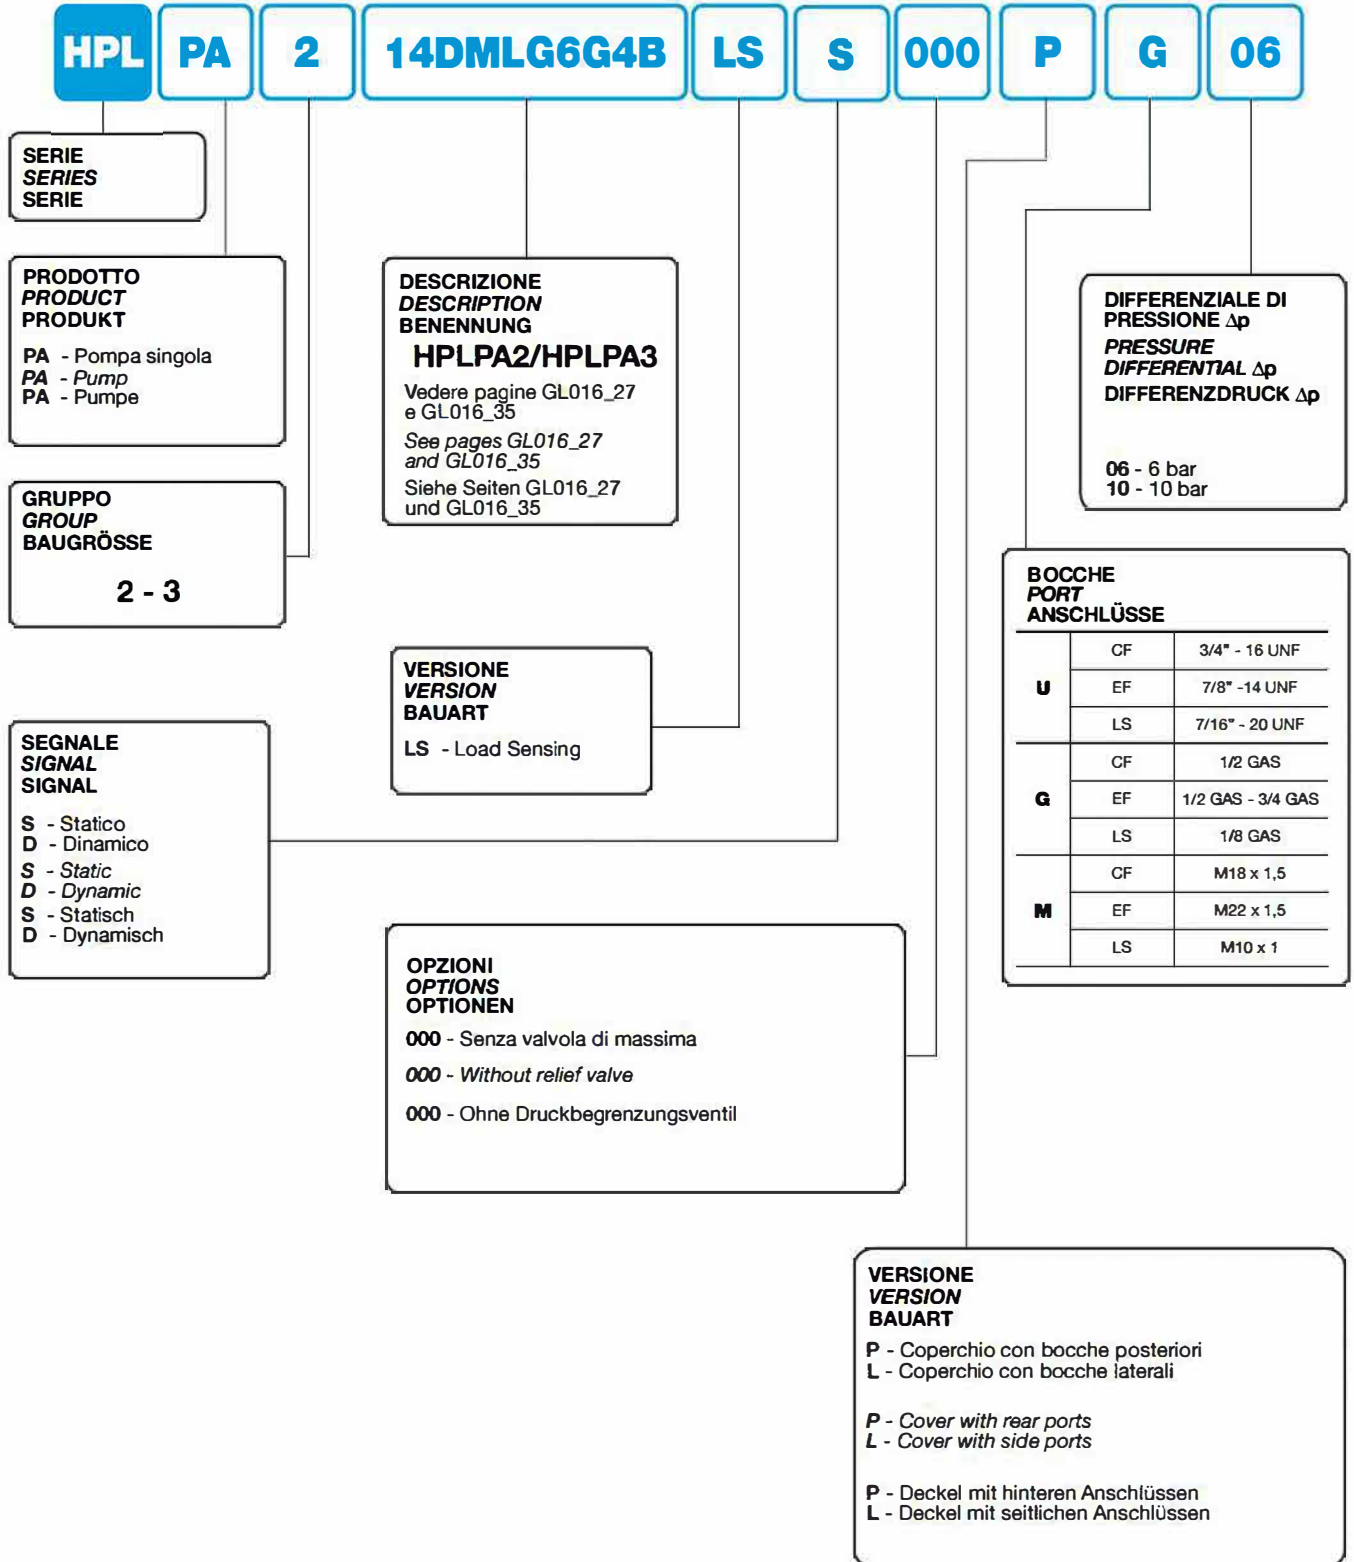 HPL PA 2 14DMLG6G4B LS S 000 P G 06
SERIE
SERIES
SERIE
PRODOTTO
PRODUCT
PRODUKT
PA - Pompa singola
PA - Pump
PA - Pumpe
GRUPPO
GROUP
BAUGRÖSSE
2 - 3
DESCRIZIONE
DESCRIPTION
BENENNUNG
HPLPA2/HPLPA3
Vedere pagine GL016_27
e GL016_35
See pages GL016_27
and GL016_35
Siehe Seiten GL016_27
und GL016_35
DIFFERENZIALE DI
PRESSIONE Δp
PRESSURE
DIFFERENTIAL Δp
DIFFERENZDRUCK Δp
06 - 6 bar
10 - 10 bar
BOCCHE
PORT
ANSCHLÜSSE
U CF 3/4" - 16 UNF
EF 7/8" -14 UNF
LS 7/16" - 20 UNF
G CF 1/2 GAS
EF 1/2 GAS - 3/4 GAS
LS 1/8 GAS
M CF M18 x 1,5
EF M22 x 1,5
LS M10 x 1
VERSIONE
VERSION
BAUART
LS - Load Sensing
SEGNALE
SIGNAL
SIGNAL
S - Statico
D - Dinamico
S - Static
D - Dynamic
S - Statisch
D - Dynamisch
OPZIONI
OPTIONS
OPTIONEN
000 - Senza valvola di massima
000 - Without relief valve
000 - Ohne Druckbegrenzungsventil
VERSIONE
VERSION
BAUART
P - Coperchio con bocche posteriori
L - Coperchio con bocche laterali
P - Cover with rear ports
L - Cover with side ports
P - Deckel mit hinteren Anschlüssen
L - Deckel mit seitlichen Anschlüssen